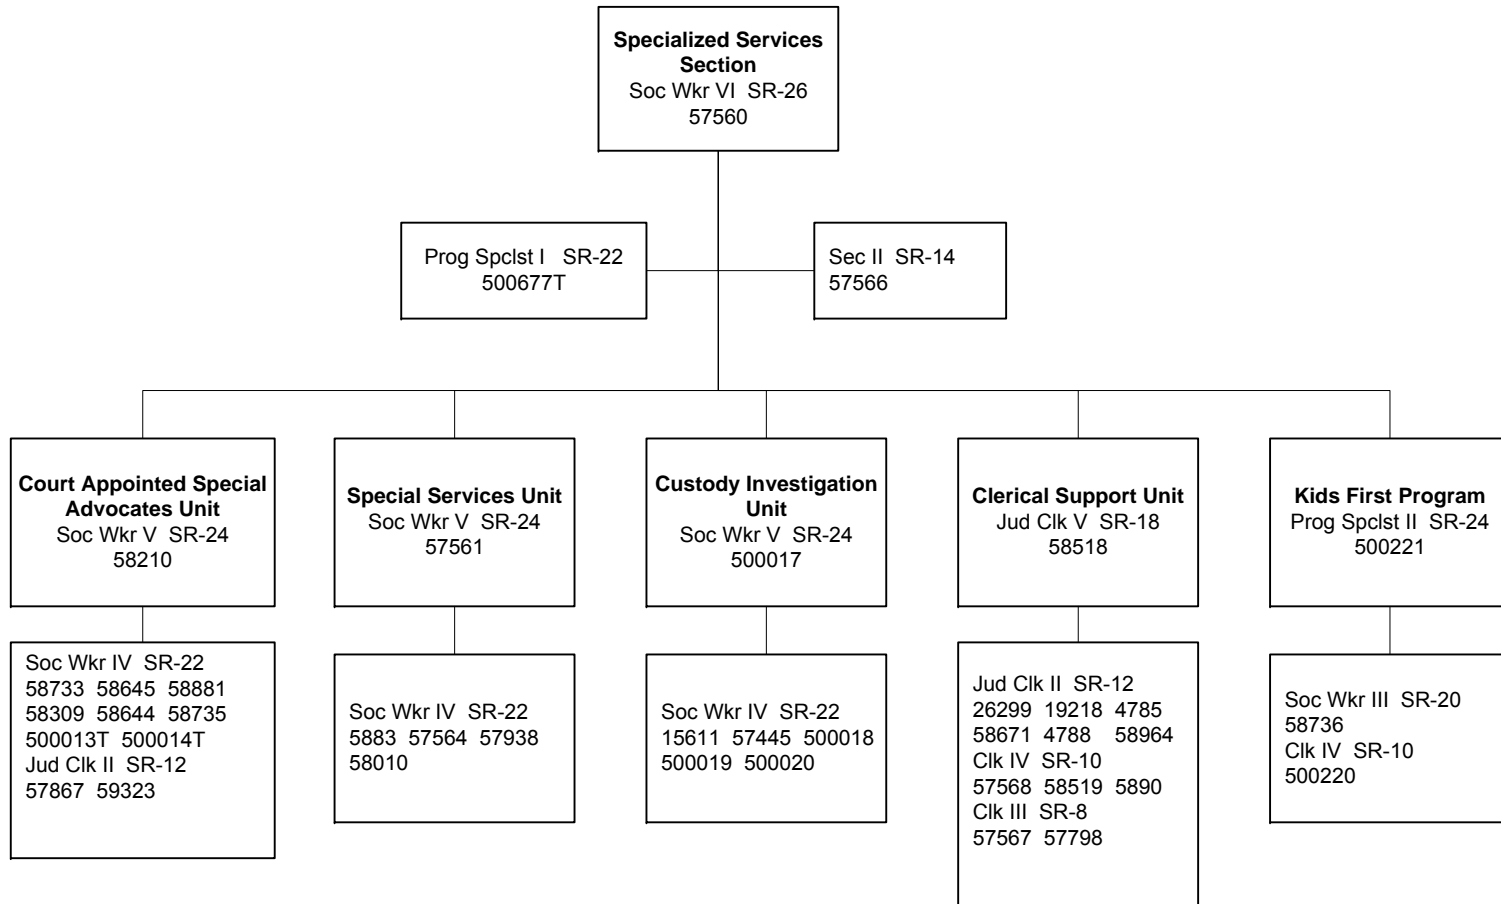 Specialized Services
Section
Soc Wkr VI SR-26
57560
Prog Spclst I SR-22
500677T
Sec II SR-14
57566
Court Appointed Special
Advocates Unit
Soc Wkr V SR-24
58210
Special Services Unit
Soc Wkr V SR-24
57561
Custody Investigation
Unit
Soc Wkr V SR-24
500017
Clerical Support Unit
Jud Clk V SR-18
58518
Kids First Program
Prog Spclst II SR-24
500221
Soc Wkr IV SR-22
58733 58645 58881
58309 58644 58735
500013T 500014T
Jud Clk II SR-12
57867 59323
Soc Wkr IV SR-22
5883 57564 57938
58010
Soc Wkr IV SR-22
15611 57445 500018
500019 500020
Jud Clk II SR-12
26299 19218 4785
58671 4788 58964
Clk IV SR-10
57568 58519 5890
Clk III SR-8
57567 57798
Soc Wkr III SR-20
58736
Clk IV SR-10
500220